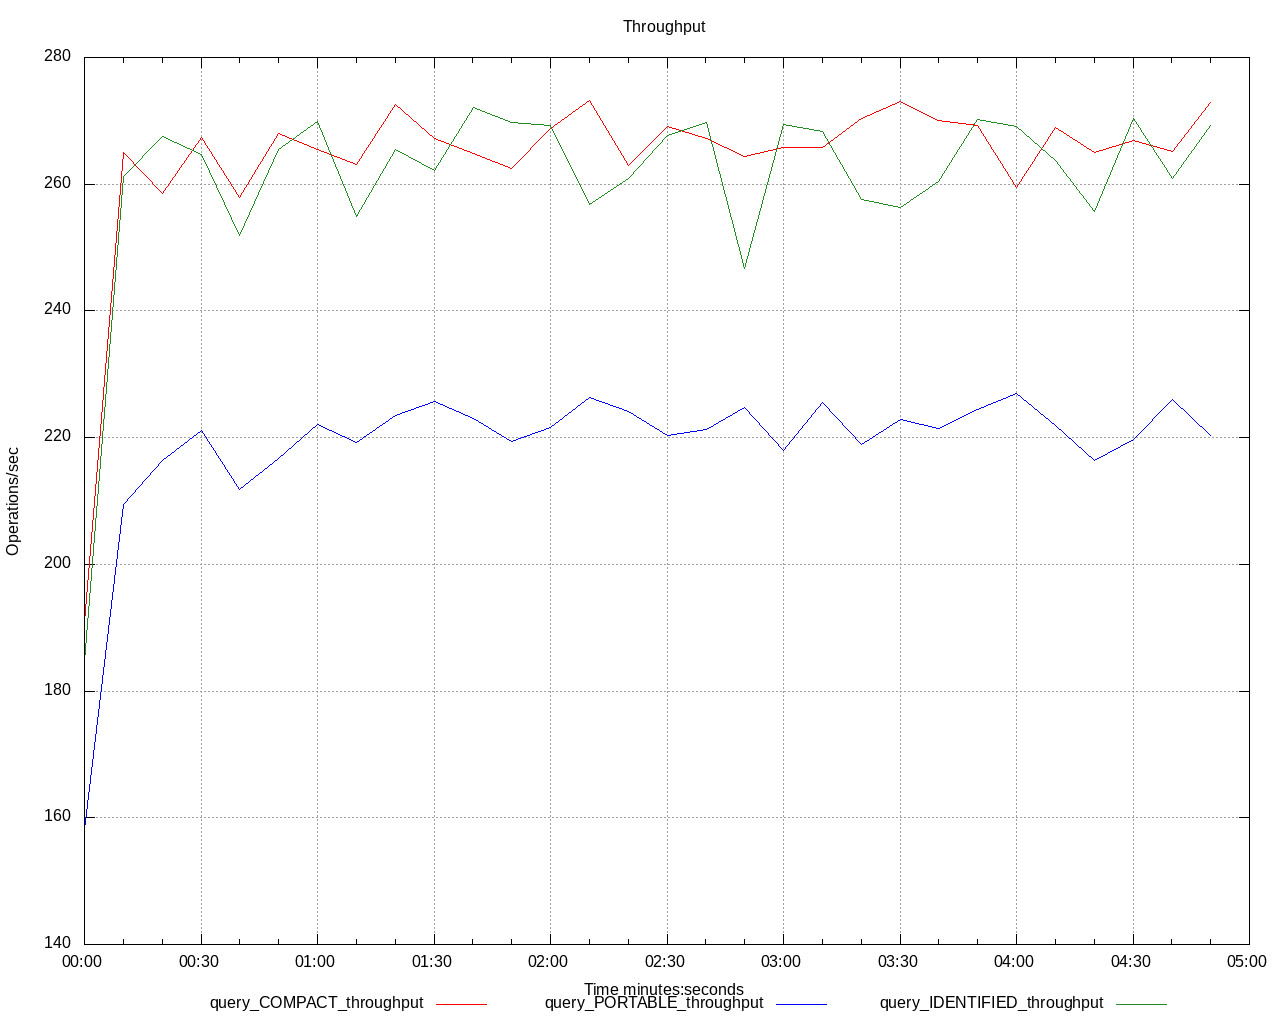 Throughput
280
260
240
220
200
180
160
140
Operations/sec
00:00 00:30 01:00 01:30 02:00 02:30 03:00 03:30 04:00 04:30 05:00
Time minutes:seconds
query_COMPACT_throughput query_PORTABLE_throughput query_IDENTIFIED_throughput